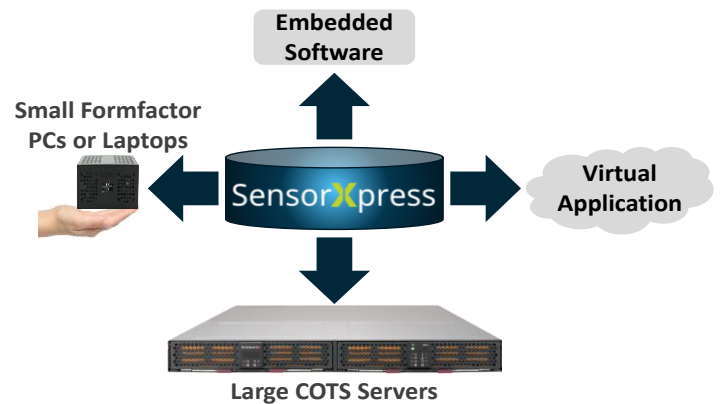 Embedded
Software
Small Formfactor
PCs or Laptops
SensorXpress
Virtual
Application
Large COTS Servers